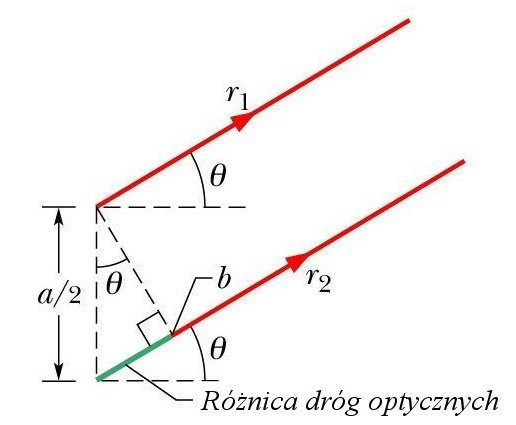 r1
θ
θ
b
a/2
r2
θ
Różnica dróg optycznych